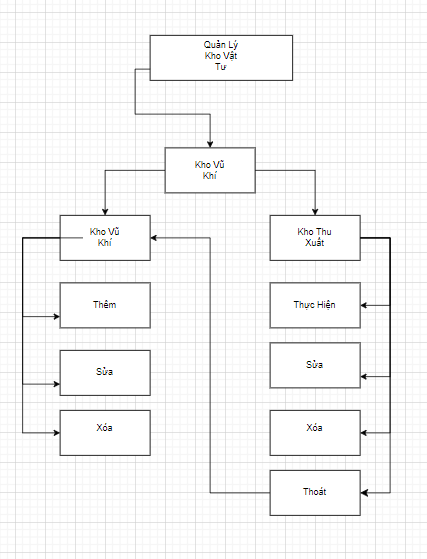 Quản Lý
Kho Vật
Tư
Kho Vũ
Khí
Kho Vũ
Khí
Kho Thu
Xuất
Thêm
Thực Hiện
Sửa
Sửa
Xóa
Xóa
Thoát